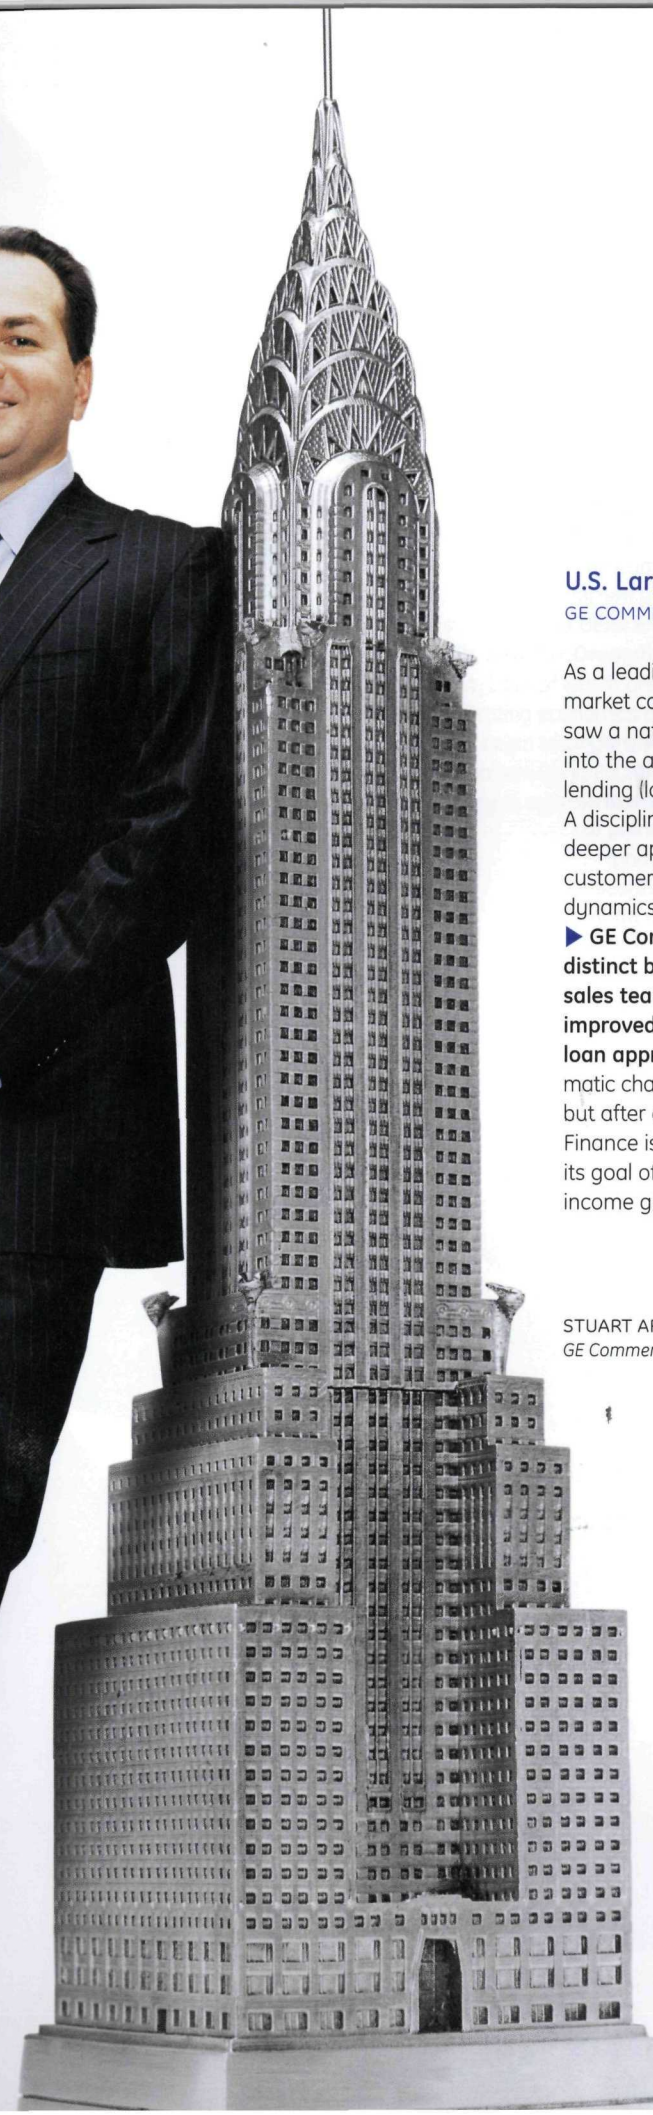 U.S. Lar
GE COMM
As a leadi
market co
saw a nat
into the a
lending (lo
A disciplin
deeper ap
customer
dynamics
▶ GE Cor
distinct b
sales tea
improved
loan appr
matic cha
but after
Finance is
its goal of
income g
STUART AR
GE Commer